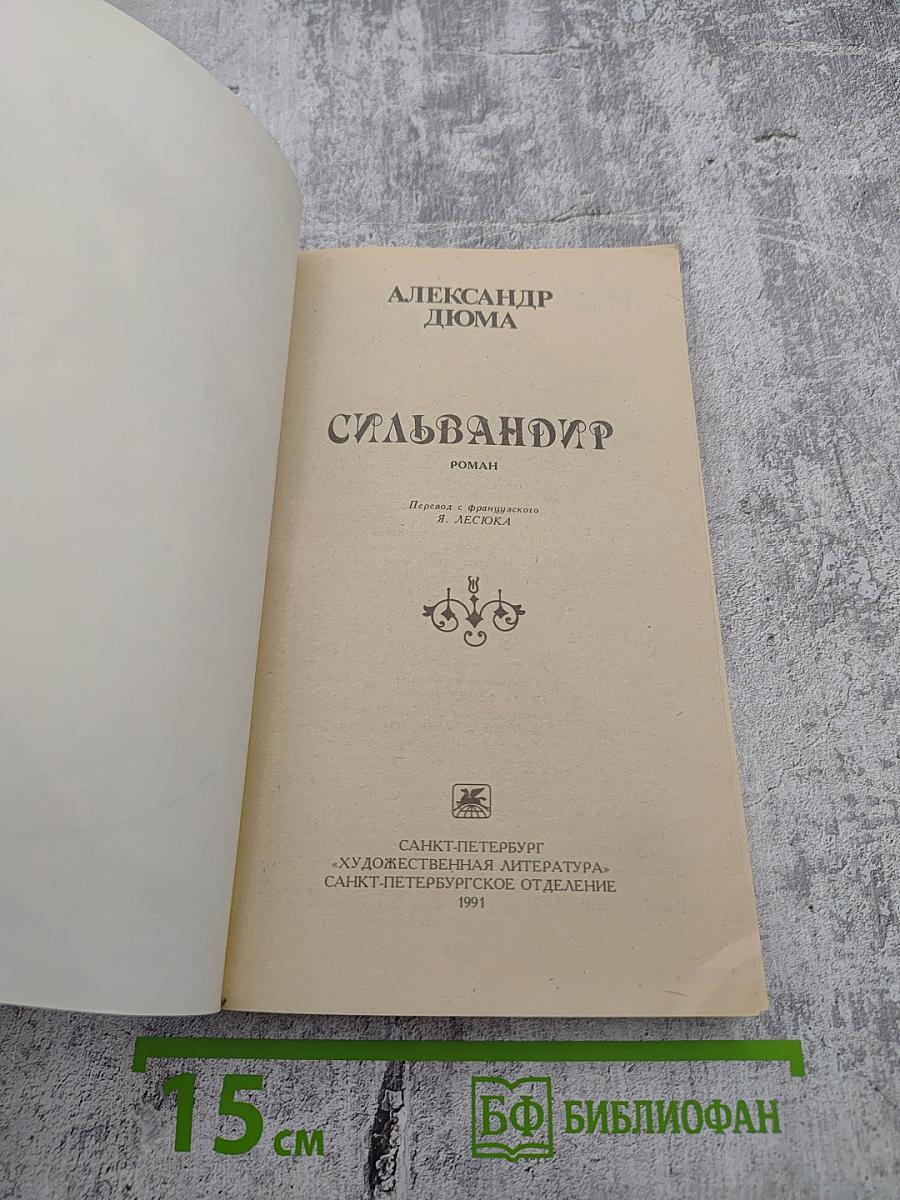 АЛЕКСАНДР
ДЮМА
СИЛЬВАНДИР
РОМАН
Перевод с французского
Я. ЛЕСЮКА
САНКТ-ПЕТЕРБУРГ
«ХУДОЖЕСТВЕННАЯ ЛИТЕРАТУРА»
САНКТ-ПЕТЕРБУРГСКОЕ ОТДЕЛЕНИЕ
1991
15 см
БФ БИБЛИОФАН